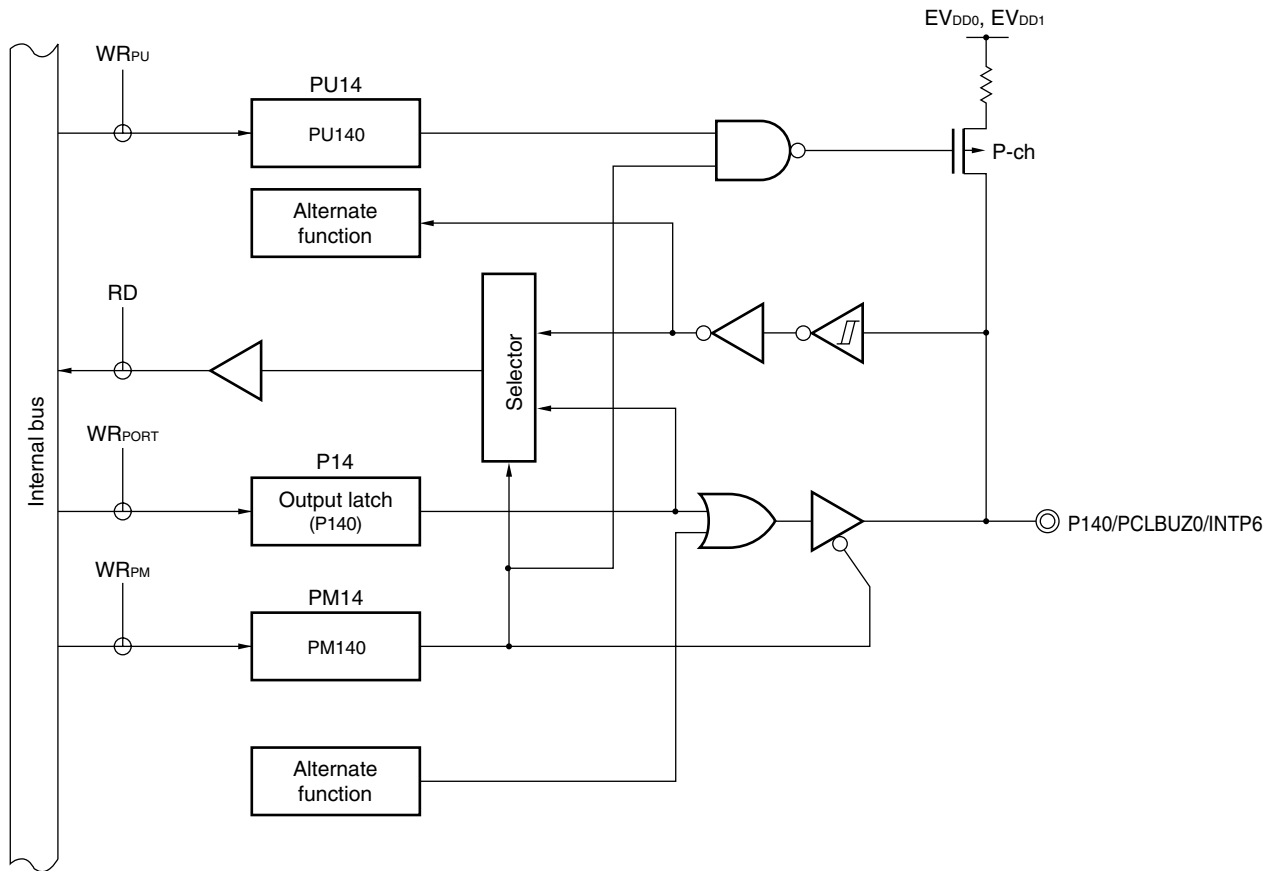 EVDD0, EVDD1
WRPU
PU14
PU140
P-ch
Alternate
function
RD
Selector
Internal bus
WRPORT
P14
Output latch
(P140)
P140/PCLBUZ0/INTP6
WRPM
PM14
PM140
Alternate
function